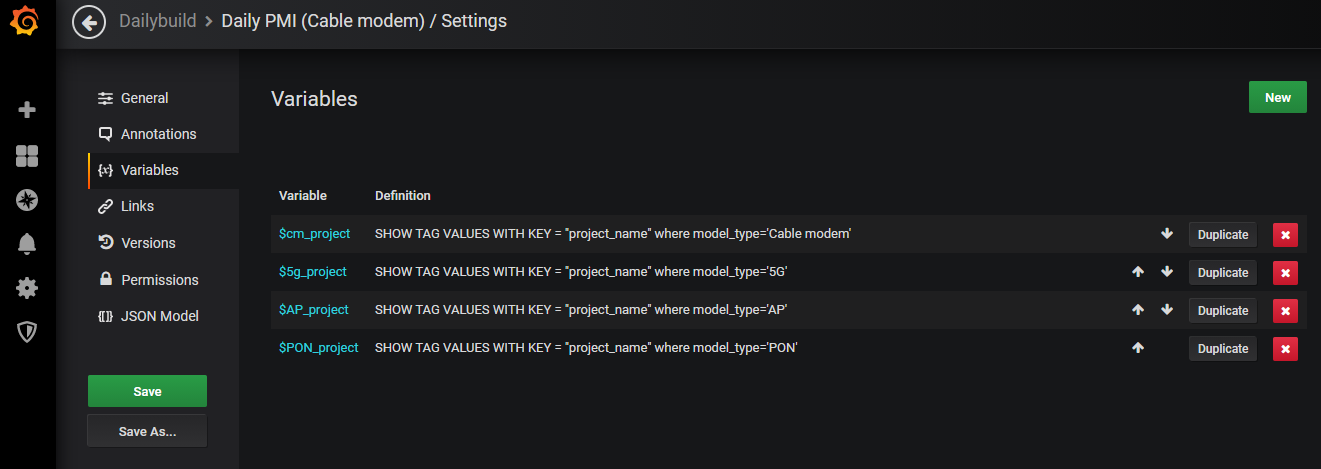 Dailybuild > Daily PMI (Cable modem) / Settings
General
Annotations
Variables
Links
Versions
Permissions
JSON Model
Save
Save As...
Variables
New
Variable Definition
$cm_project SHOW TAG VALUES WITH KEY = "project_name" where model_type='Cable modem' Duplicate
$5g_project SHOW TAG VALUES WITH KEY = "project_name" where model_type='5G' Duplicate
$AP_project SHOW TAG VALUES WITH KEY = "project_name" where model_type='AP' Duplicate
$PON_project SHOW TAG VALUES WITH KEY = "project_name" where model_type='PON' Duplicate